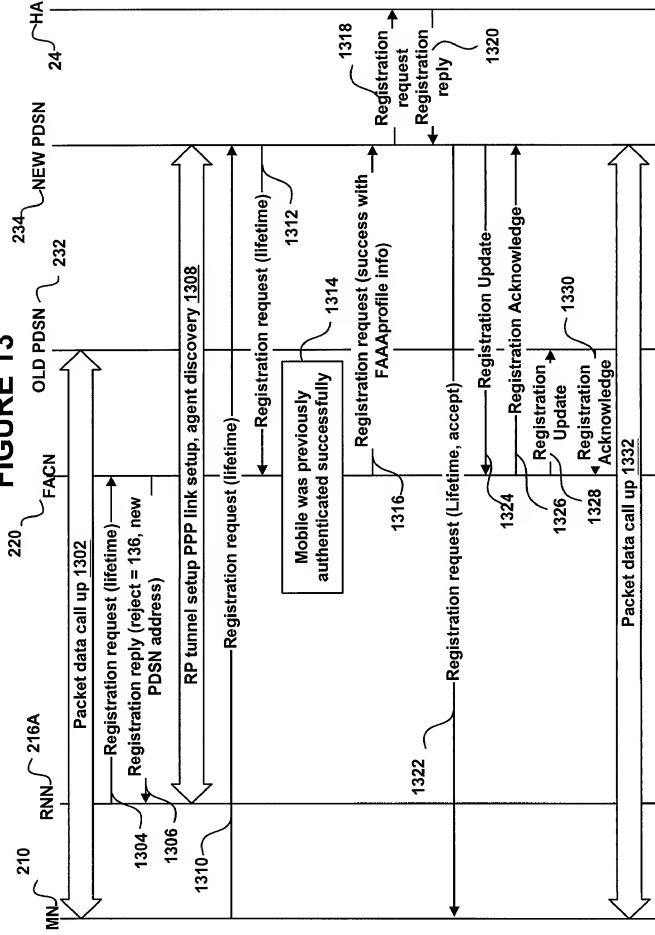 FIGURE 13
210
MN
216A
RNN
220
FACN
232
OLD PDSN
234
NEW PDSN
24
HA
Packet data call up 1302
Registration request (lifetime)
1304
Registration reply (reject = 136, new
PDSN address)
1306
RP tunnel setup PPP link setup, agent discovery 1308
Registration request (lifetime)
1310
Registration request (lifetime)
1312
Mobile was previously
authenticated successfully
1314
Registration request (success with
FAAAprofile info)
1316
1318
Registration
request
Registration
reply
1320
Registration request (Lifetime, accept)
1322
Registration Update
1324
Registration Acknowledge
1326
Registration
Update
1328
Registration
Acknowledge
1330
Packet data call up 1332